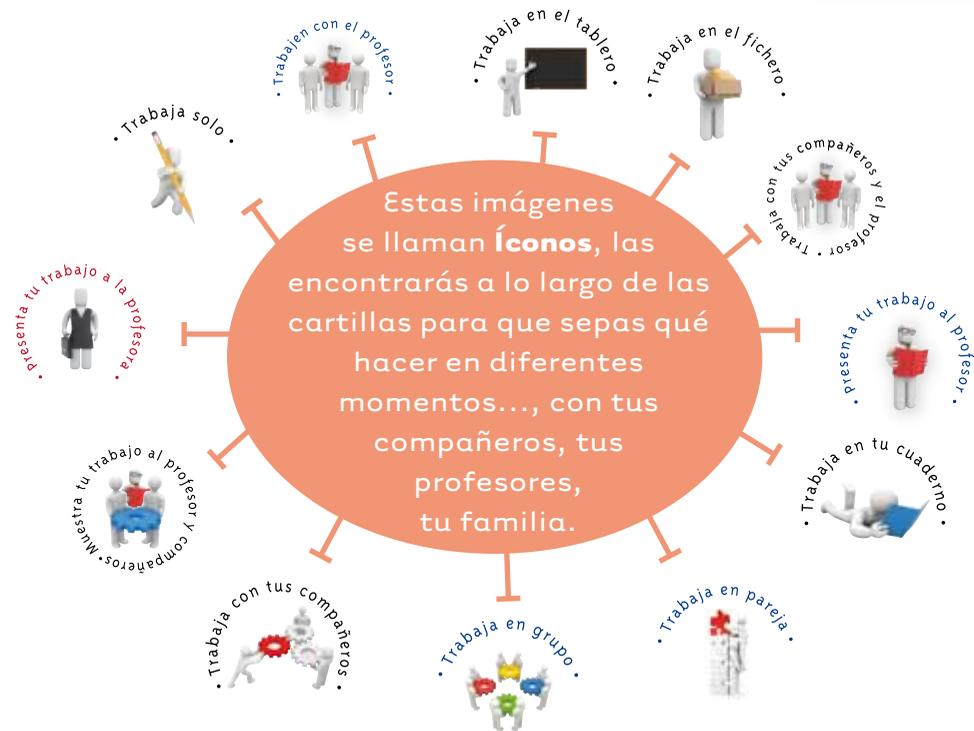 • Trabajen con el profesor •
• Trabaja en el tablero •
• Trabaja en el fichero •
• Trabaja solo •
• Trabaja con tus compañeros y el profesor
• Presenta tu trabajo a la profesora •
• Presenta tu trabajo al profesor •
Estas imágenes
se llaman Íconos, las
encontrarás a lo largo de las
cartillas para que sepas qué
hacer en diferentes
momentos..., con tus
compañeros, tus
profesores,
tu familia.
• Muestra tu trabajo al profesor y compañeros
• Trabaja en tu cuaderno •
• Trabaja con tus compañeros •
• Trabaja en grupo •
• Trabaja en pareja •